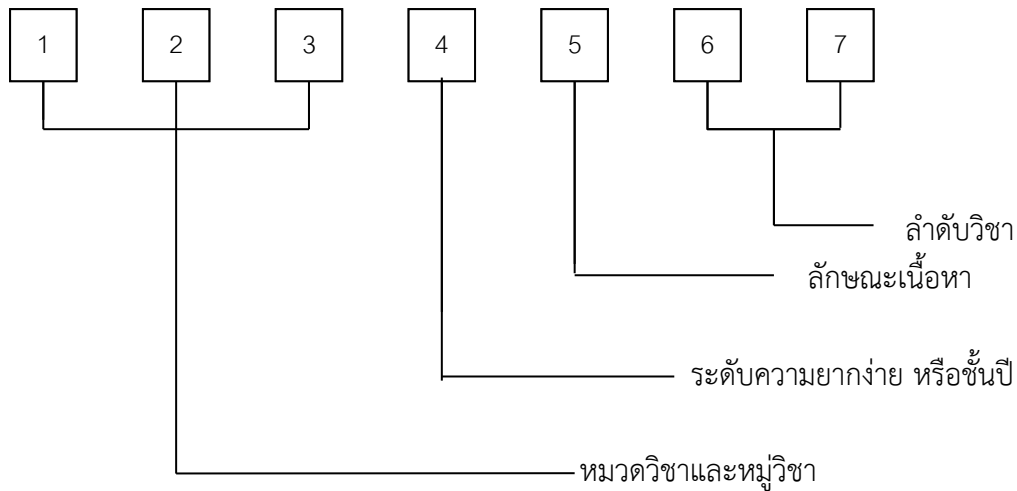 1 2 3 4 5 6 7
ลำดับวิชา
ลักษณะเนื้อหา
ระดับความยากง่าย หรือชั้นปี
หมวดวิชาและหมู่วิชา